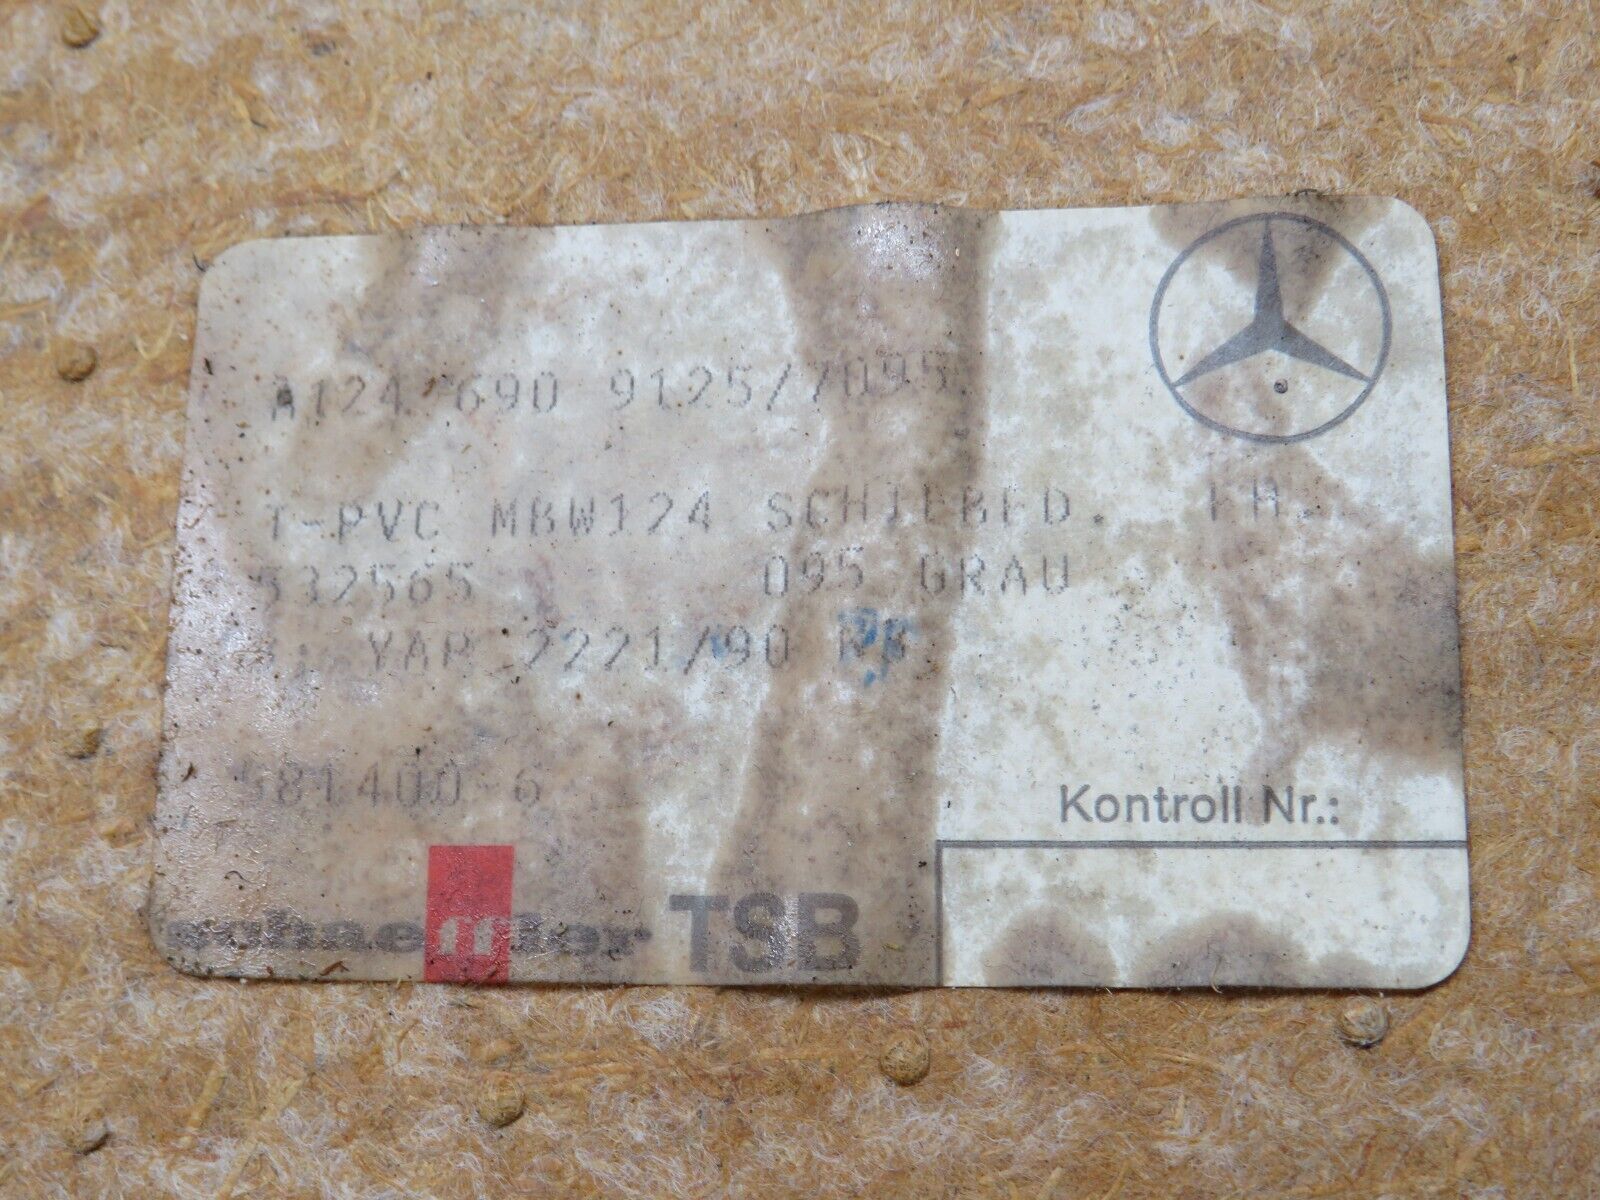 A124 690 9125//7095
T-PVC MBW124 SCHIEBED. FH.
532565 095 GRAU
YAP 2221/90
581400 6
Kontroll Nr.:
schaeffler TSB